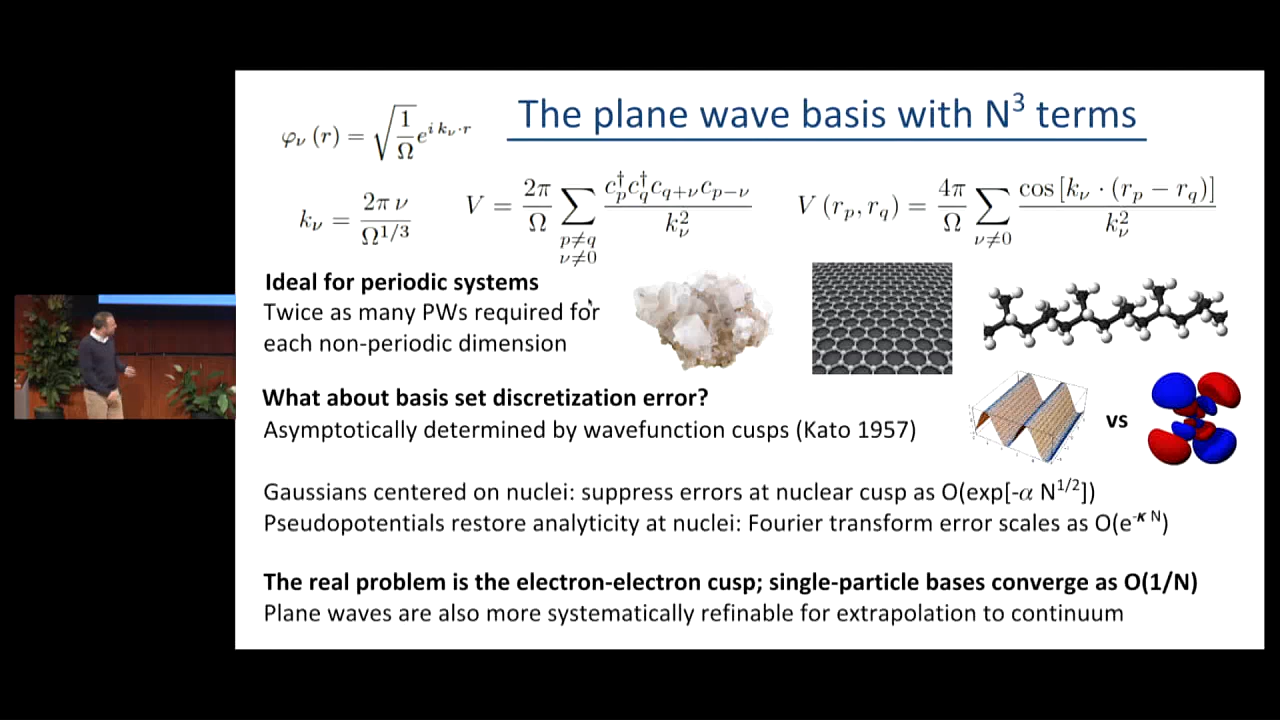 The plane wave basis with N³ terms
φ_ν (r) = √(1/Ω) e^{i k_ν · r}
k_ν = 2π ν / Ω^{1/3}
V = 2π/Ω ∑_{p≠q, ν≠0} c†_p c†_q c_{q+ν} c_{p−ν} / k²_ν
V (r_p, r_q) = 4π/Ω ∑_{ν≠0} cos [k_ν · (r_p − r_q)] / k²_ν
Ideal for periodic systems
Twice as many PWs required for
each non-periodic dimension
What about basis set discretization error?
Asymptotically determined by wavefunction cusps (Kato 1957)
vs
Gaussians centered on nuclei: suppress errors at nuclear cusp as O(exp[-α N^{1/2}])
Pseudopotentials restore analyticity at nuclei: Fourier transform error scales as O(e^{-κ N})
The real problem is the electron-electron cusp; single-particle bases converge as O(1/N)
Plane waves are also more systematically refinable for extrapolation to continuum